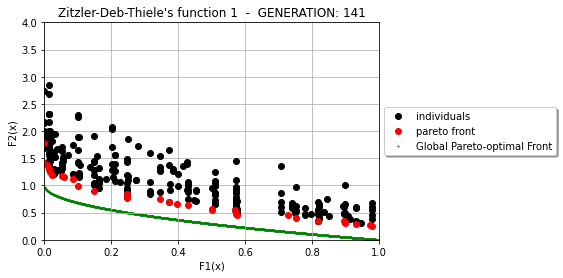 Zitzler-Deb-Thiele's function 1 - GENERATION: 141
4.0
3.5
3.0
2.5
2.0
1.5
1.0
0.5
0.0
F2(x)
0.0 0.2 0.4 0.6 0.8 1.0
F1(x)
individuals
pareto front
Global Pareto-optimal Front